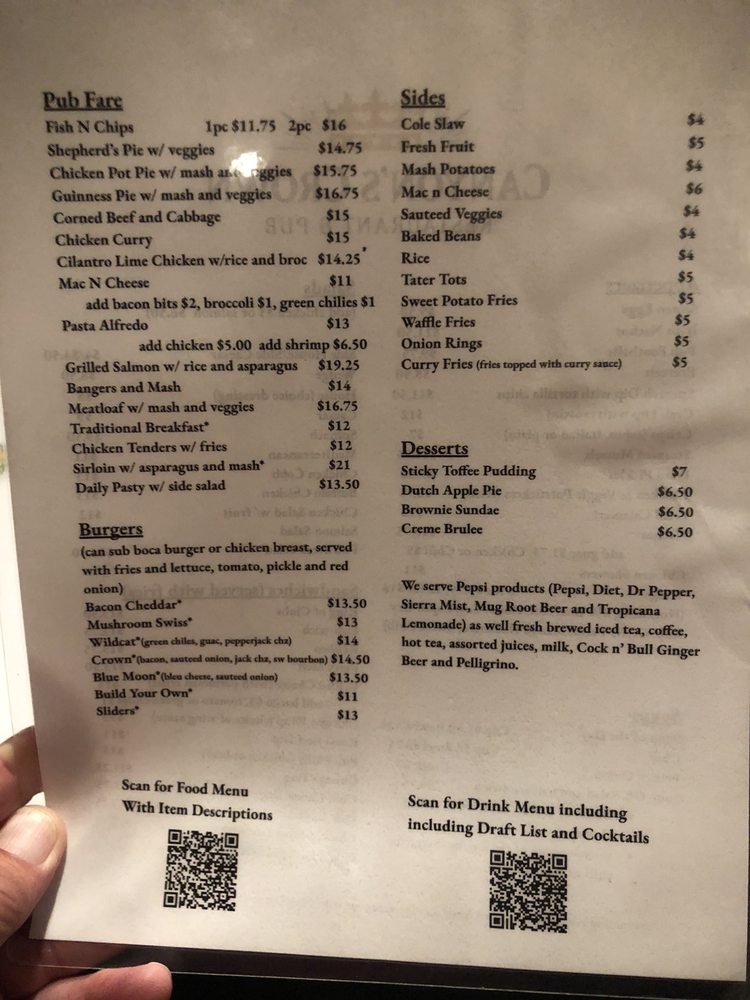 Pub Fare
Fish N Chips 1pc $11.75 2pc $16
Shepherd's Pie w/ veggies $14.75
Chicken Pot Pie w/ mash and veggies $15.75
Guinness Pie w/ mash and veggies $16.75
Corned Beef and Cabbage $15
Chicken Curry $15
Cilantro Lime Chicken w/rice and broc $14.25
Mac N Cheese $11
add bacon bits $2, broccoli $1, green chilies $1
Pasta Alfredo $13
add chicken $5.00 add shrimp $6.50
Grilled Salmon w/ rice and asparagus $19.25
Bangers and Mash $14
Meatloaf w/ mash and veggies $16.75
Traditional Breakfast* $12
Chicken Tenders w/ fries $12
Sirloin w/ asparagus and mash* $21
Daily Pasty w/ side salad $13.50
Burgers
(can sub boca burger or chicken breast, served
with fries and lettuce, tomato, pickle and red
onion)
Bacon Cheddar* $13.50
Mushroom Swiss* $13
Wildcat*(green chiles, guac, pepperjack chz) $14
Crown*(bacon, sauteed onion, jack chz, sw bourbon) $14.50
Blue Moon*(bleu cheese, sauteed onion) $13.50
Build Your Own* $11
Sliders* $13
Scan for Food Menu
With Item Descriptions
Sides
Cole Slaw $4
Fresh Fruit $5
Mash Potatoes $4
Mac n Cheese $6
Sauteed Veggies $4
Baked Beans $4
Rice $4
Tater Tots $5
Sweet Potato Fries $5
Waffle Fries $5
Onion Rings $5
Curry Fries (fries topped with curry sauce) $5
Desserts
Sticky Toffee Pudding $7
Dutch Apple Pie $6.50
Brownie Sundae $6.50
Creme Brulee $6.50
We serve Pepsi products (Pepsi, Diet, Dr Pepper,
Sierra Mist, Mug Root Beer and Tropicana
Lemonade) as well fresh brewed iced tea, coffee,
hot tea, assorted juices, milk, Cock n' Bull Ginger
Beer and Pelligrino.
Scan for Drink Menu including
including Draft List and Cocktails